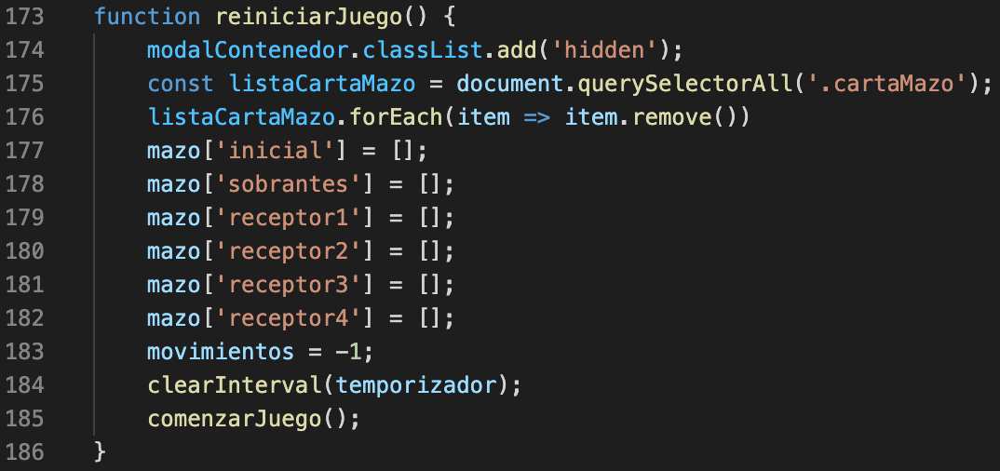 173 function reiniciarJuego() {
174     modalContenedor.classList.add('hidden');
175     const listaCartaMazo = document.querySelectorAll('.cartaMazo');
176     listaCartaMazo.forEach(item => item.remove())
177     mazo['inicial'] = [];
178     mazo['sobrantes'] = [];
179     mazo['receptor1'] = [];
180     mazo['receptor2'] = [];
181     mazo['receptor3'] = [];
182     mazo['receptor4'] = [];
183     movimientos = -1;
184     clearInterval(temporizador);
185     comenzarJuego();
186 }